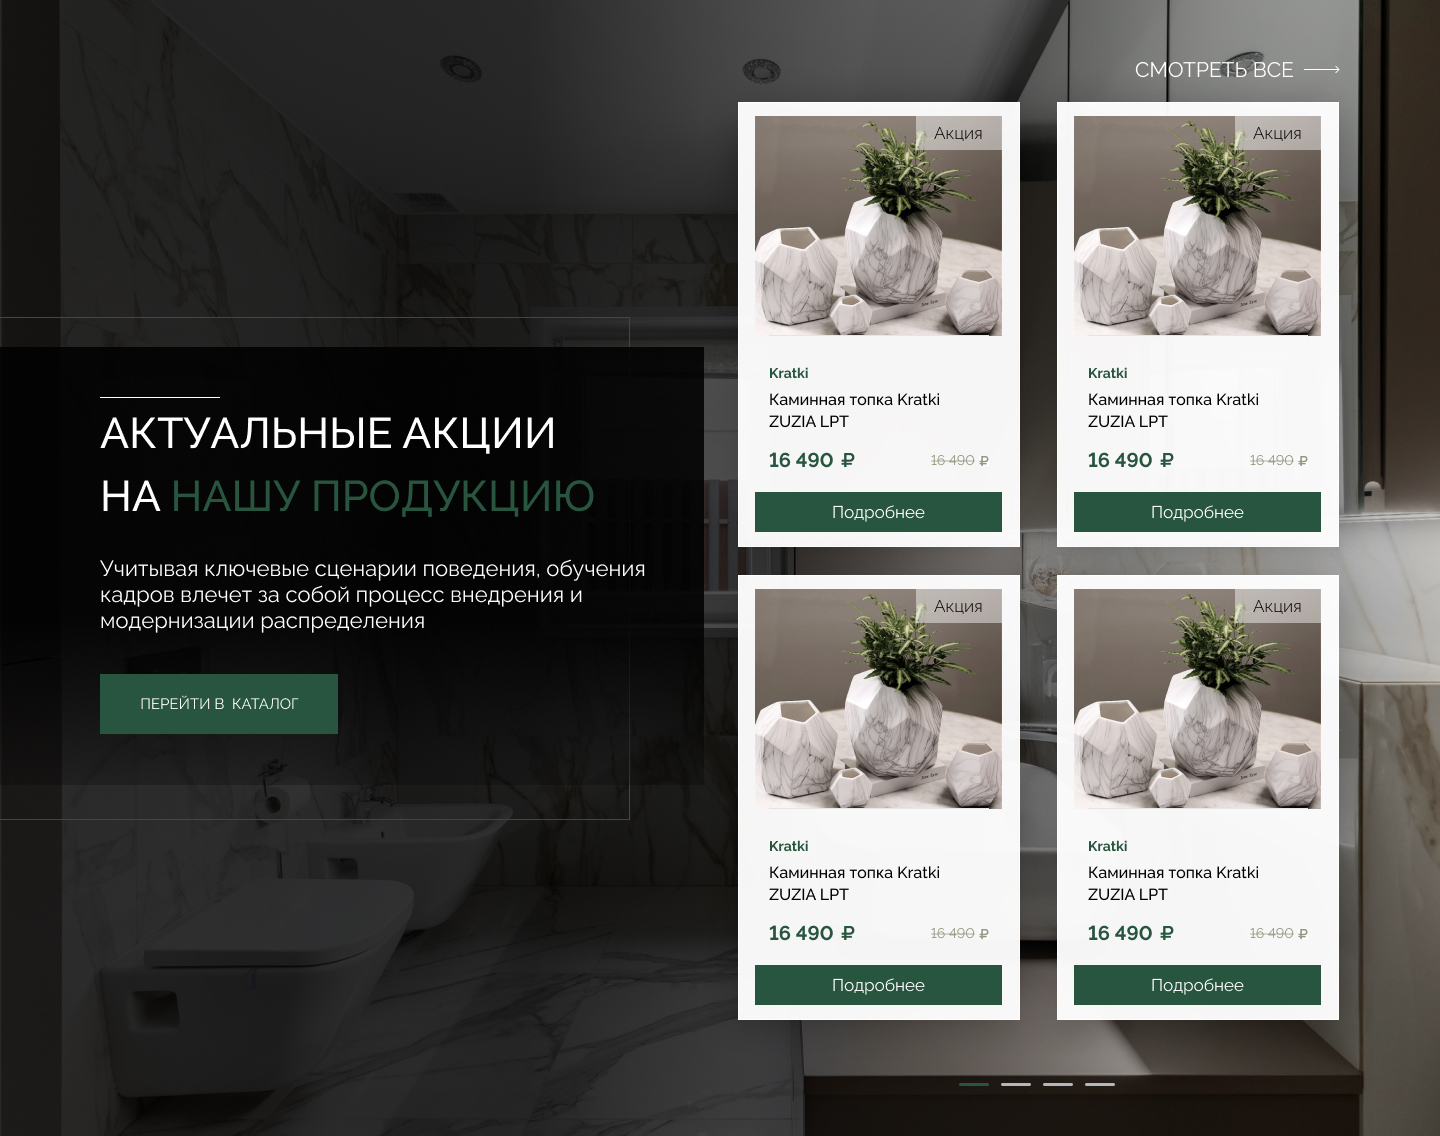 СМОТРЕТЬ ВСЕ
АКТУАЛЬНЫЕ АКЦИИ
НА НАШУ ПРОДУКЦИЮ
Учитывая ключевые сценарии поведения, обучения
кадров влечет за собой процесс внедрения и
модернизации распределения
ПЕРЕЙТИ В КАТАЛОГ
Акция
Kratki
Каминная топка Kratki
ZUZIA LPT
16 490 ₽ 16 490 ₽
Подробнее
Акция
Kratki
Каминная топка Kratki
ZUZIA LPT
16 490 ₽ 16 490 ₽
Подробнее
Акция
Kratki
Каминная топка Kratki
ZUZIA LPT
16 490 ₽ 16 490 ₽
Подробнее
Акция
Kratki
Каминная топка Kratki
ZUZIA LPT
16 490 ₽ 16 490 ₽
Подробнее